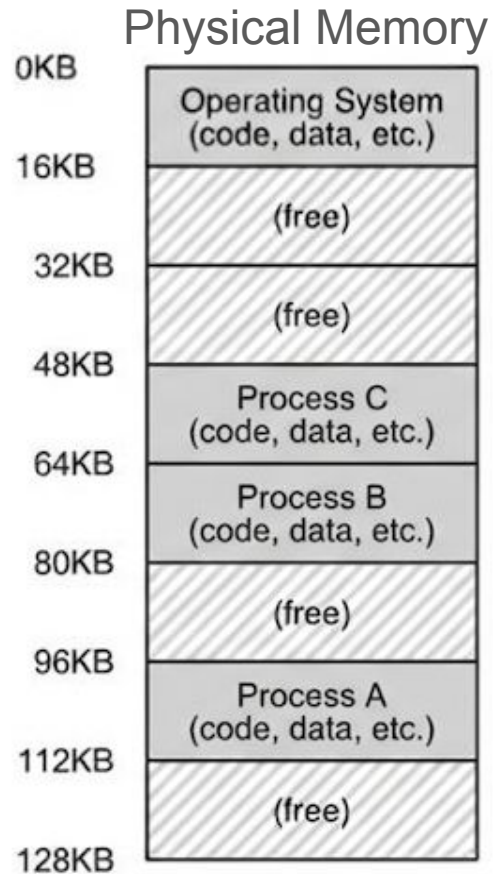 Physical Memory
0KB
Operating System
(code, data, etc.)
16KB
(free)
32KB
(free)
48KB
Process C
(code, data, etc.)
64KB
Process B
(code, data, etc.)
80KB
(free)
96KB
Process A
(code, data, etc.)
112KB
(free)
128KB